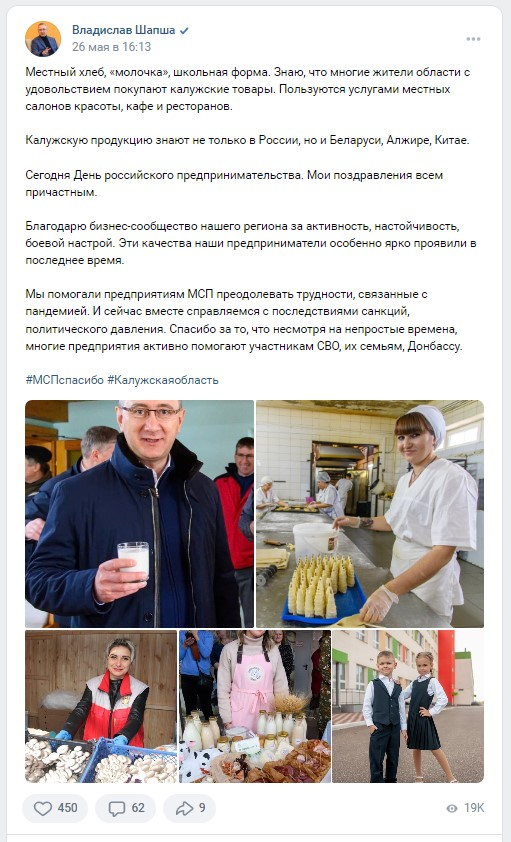 Владислав Шапша
26 мая в 16:13
Местный хлеб, «молочка», школьная форма. Знаю, что многие жители области с
удовольствием покупают калужские товары. Пользуются услугами местных
салонов красоты, кафе и ресторанов.
Калужскую продукцию знают не только в России, но и Беларуси, Алжире, Китае.
Сегодня День российского предпринимательства. Мои поздравления всем
причастным.
Благодарю бизнес-сообщество нашего региона за активность, настойчивость,
боевой настрой. Эти качества наши предприниматели особенно ярко проявили в
последнее время.
Мы помогали предприятиям МСП преодолевать трудности, связанные с
пандемией. И сейчас вместе справляемся с последствиями санкций,
политического давления. Спасибо за то, что несмотря на непростые времена,
многие предприятия активно помогают участникам СВО, их семьям, Донбассу.
#МСПспасибо #Калужскаяобласть
450 62 9 19K